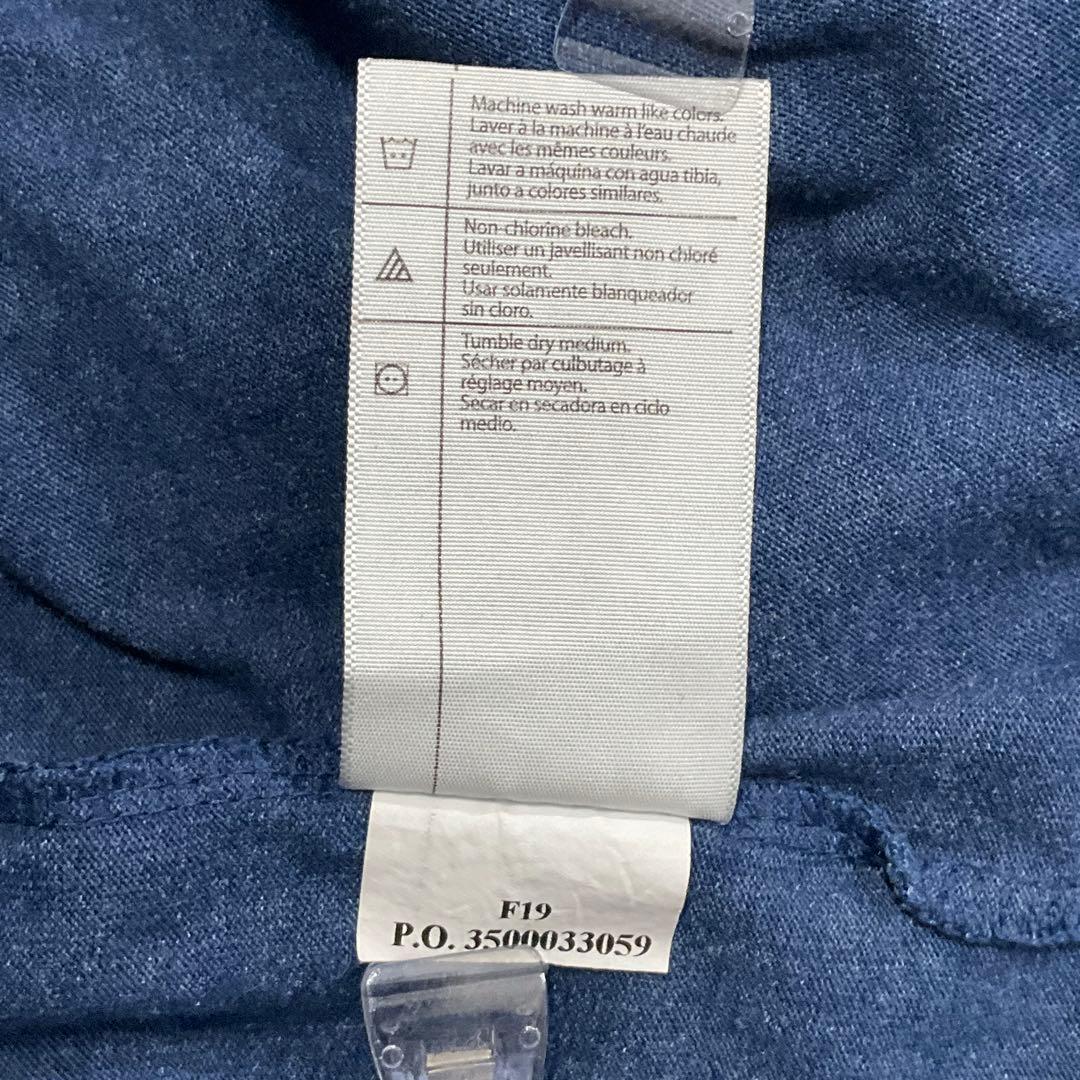 Machine wash warm like colors.
Laver à la machine à l'eau chaude
avec les mêmes couleurs.
Lavar a máquina con agua tibia,
junto a colores similares.
Non-chlorine bleach.
Utiliser un javellisant non chloré
seulement.
Usar solamente blanqueador
sin cloro.
Tumble dry medium.
Sécher par culbutage à
réglage moyen.
Secar en secadora en ciclo
medio.
F19
P.O. 3500033059